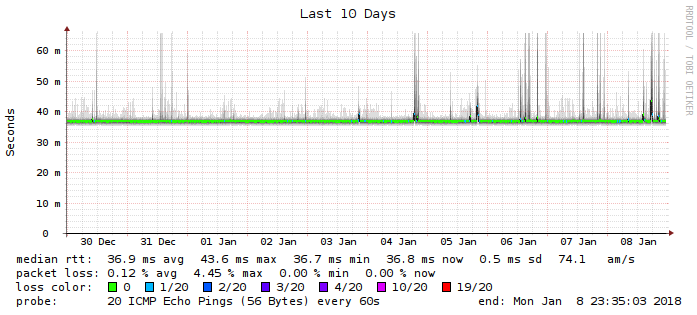 Last 10 Days
RRDTOOL / TOBI OETIKER
Seconds
60 m
50 m
40 m
30 m
20 m
10 m
0
30 Dec 31 Dec 01 Jan 02 Jan 03 Jan 04 Jan 05 Jan 06 Jan 07 Jan 08 Jan
median rtt: 36.9 ms avg 43.6 ms max 36.7 ms min 36.8 ms now 0.5 ms sd 74.1 am/s
packet loss: 0.12 % avg 4.45 % max 0.00 % min 0.00 % now
loss color: 0 1/20 2/20 3/20 4/20 10/20 19/20
probe: 20 ICMP Echo Pings (56 Bytes) every 60s end: Mon Jan 8 23:35:03 2018